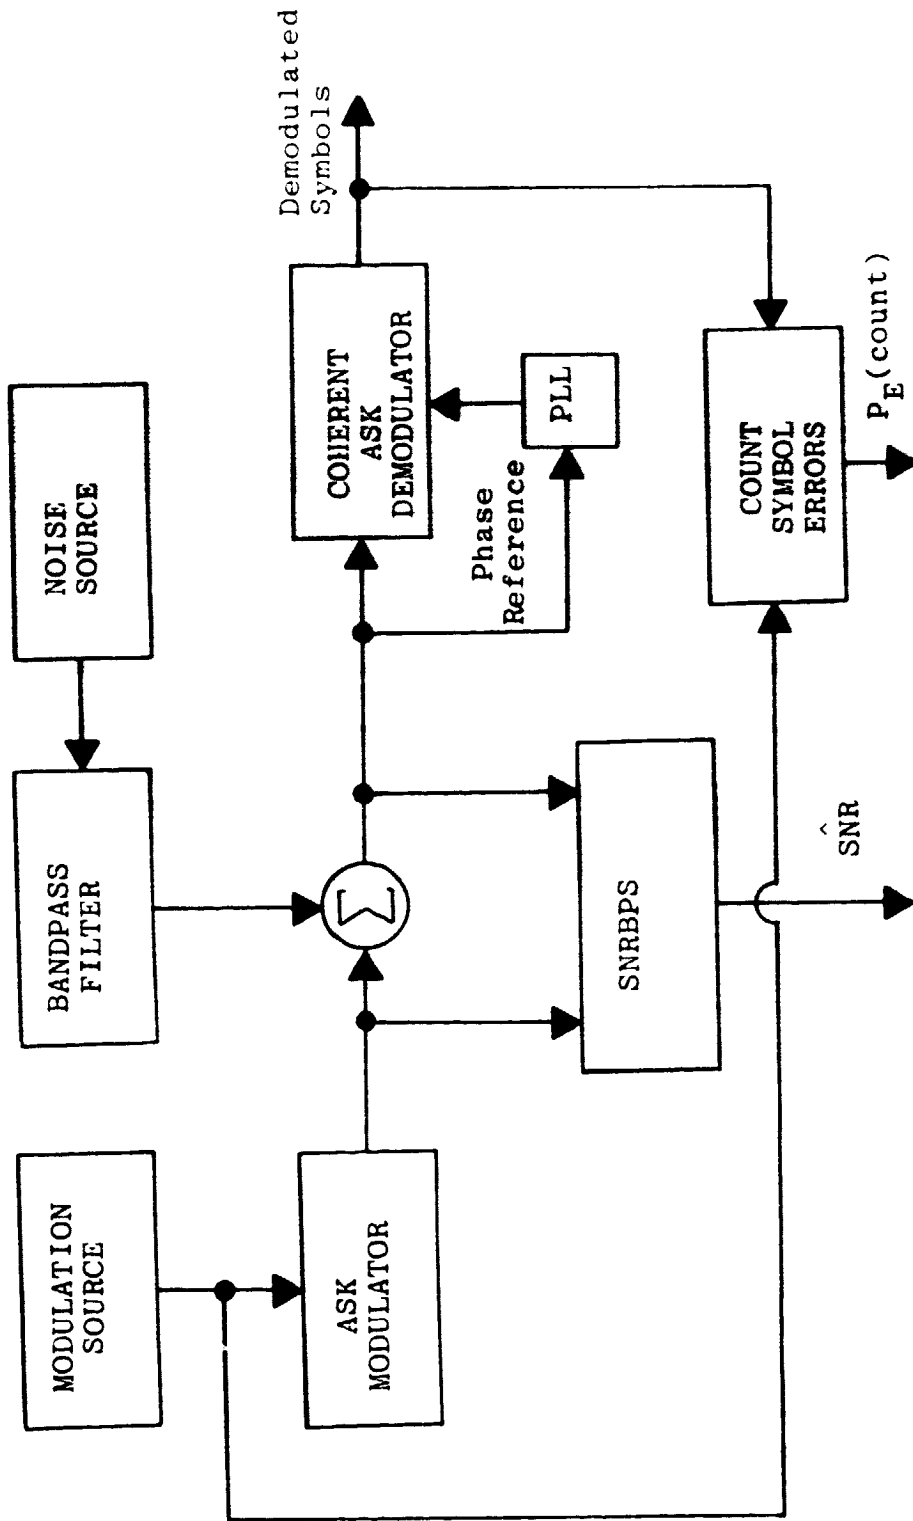 MODULATION
SOURCE
BANDPASS
FILTER
NOISE
SOURCE
ASK
MODULATOR
Σ
COHERENT
ASK
DEMODULATOR
Demodulated
Symbols
Phase
Reference
PLL
SNRBPS
COUNT
SYMBOL
ERRORS
^
SNR
P_E(count)